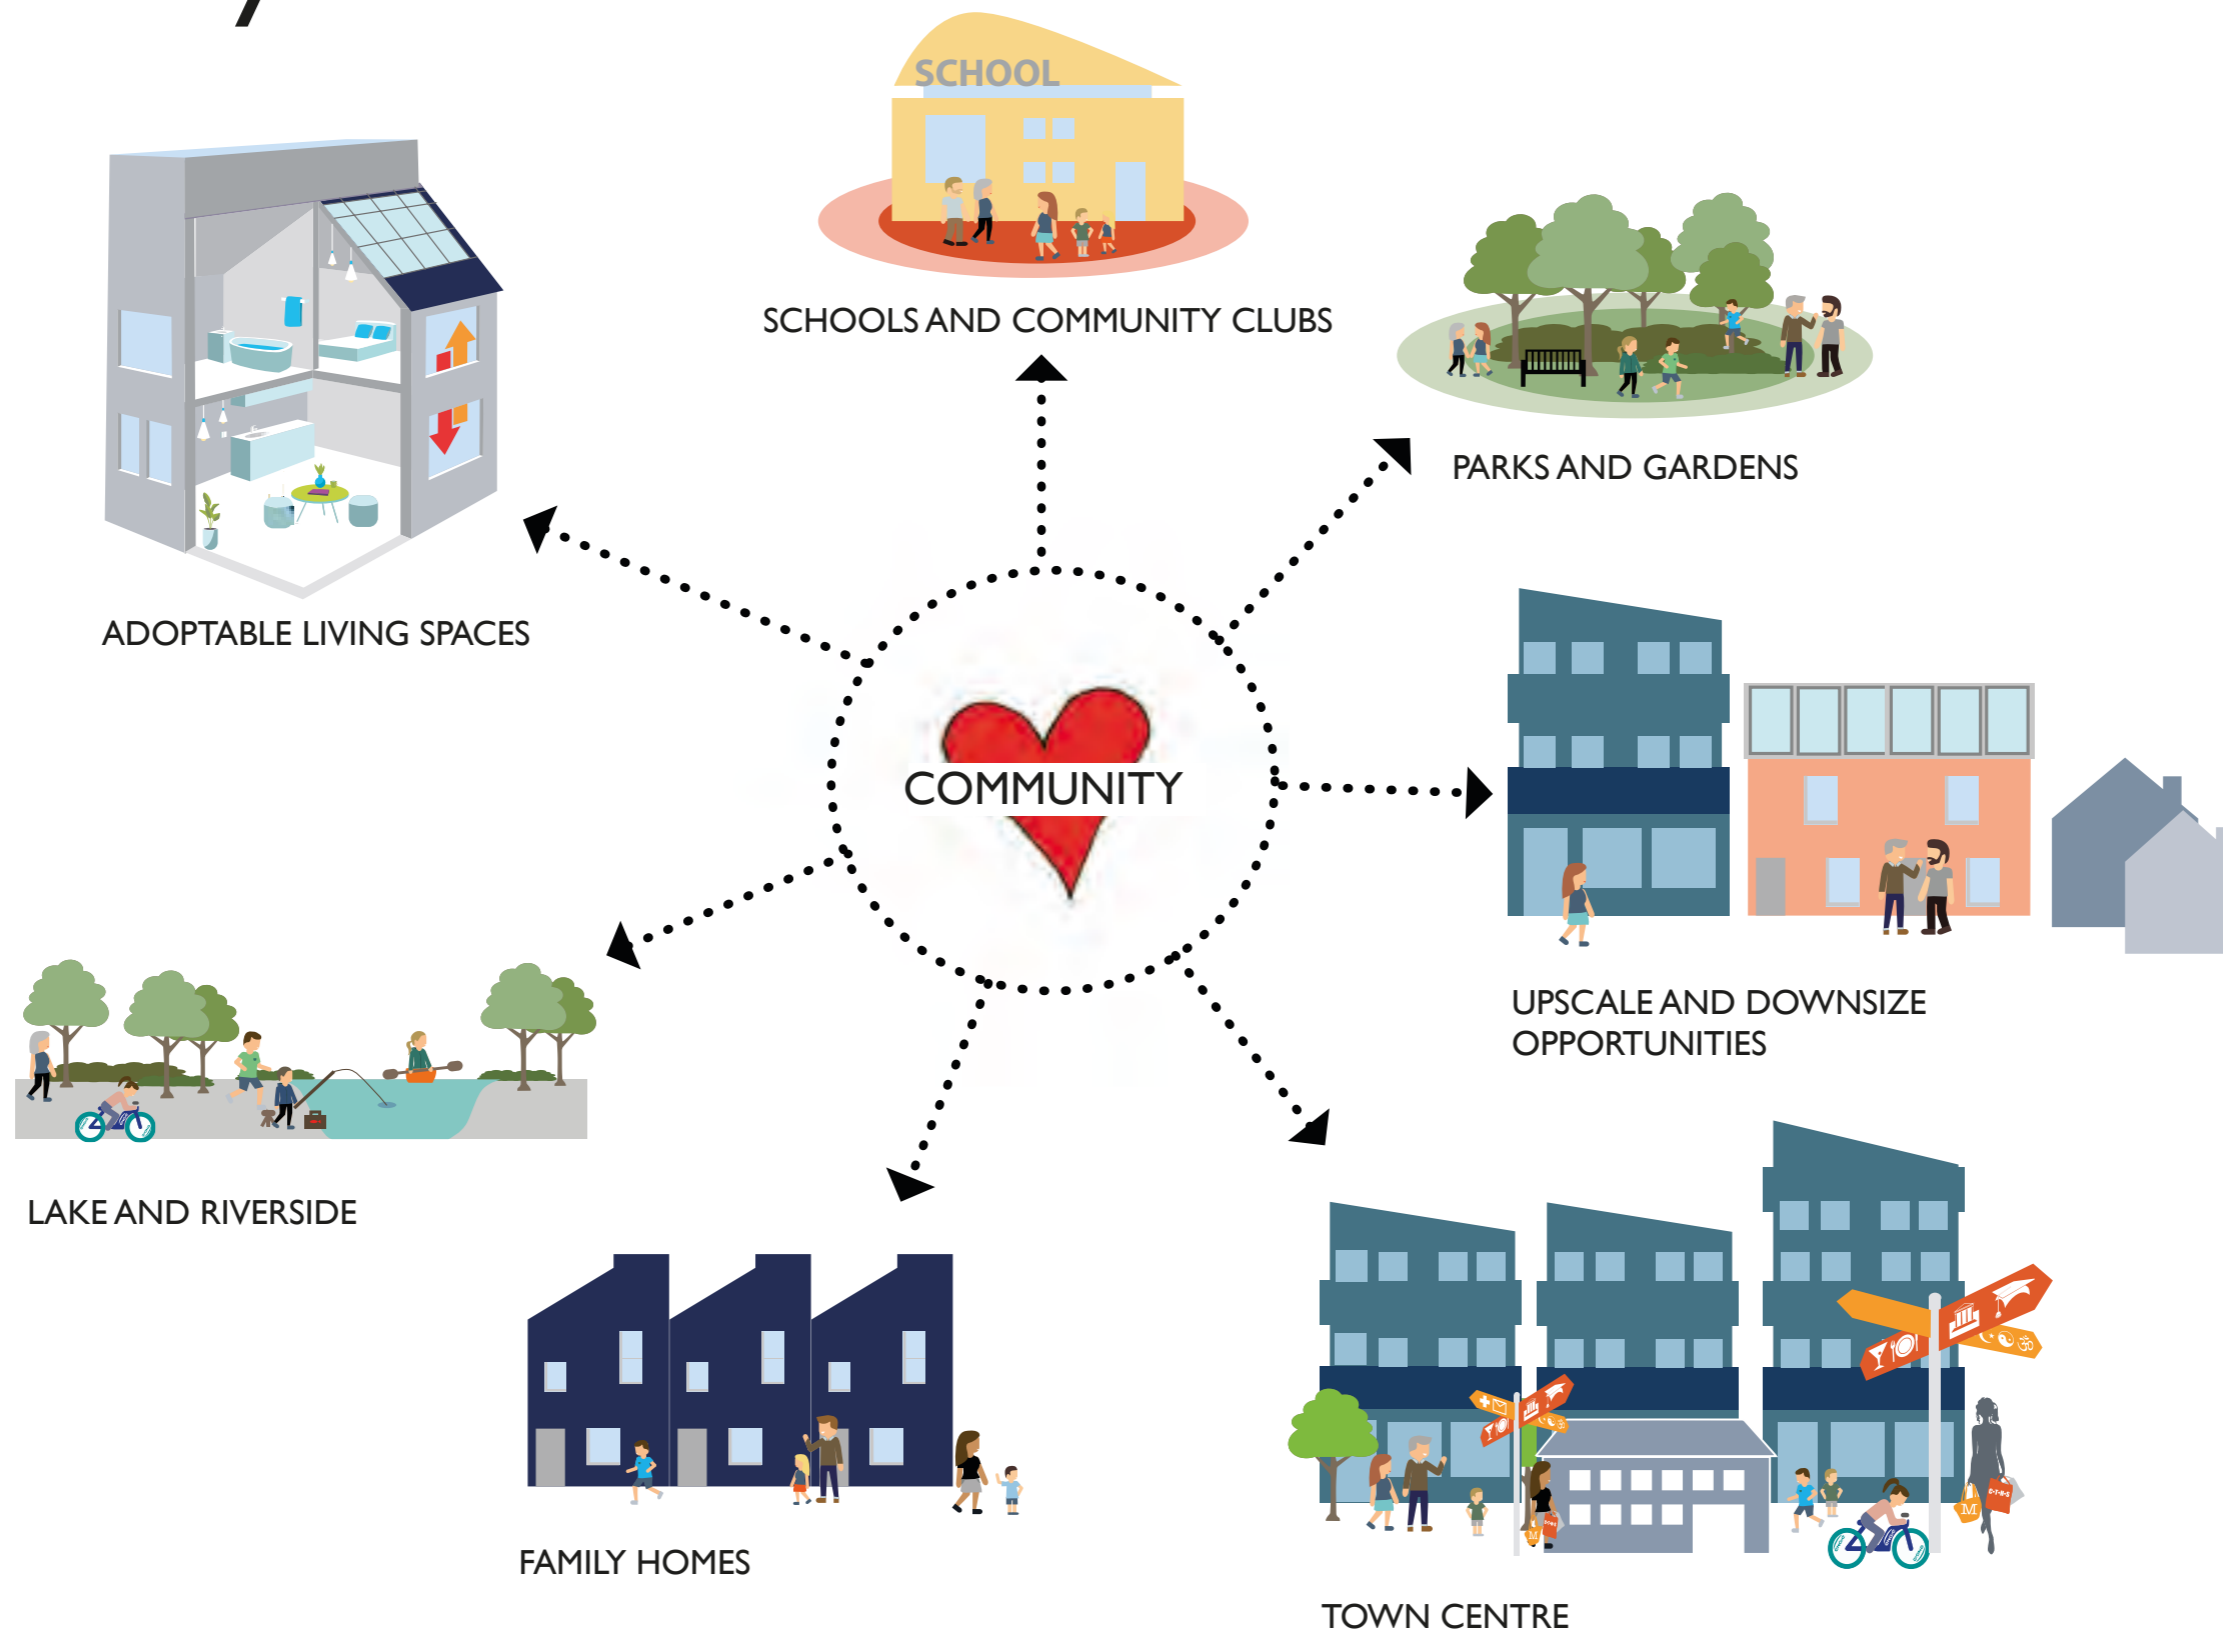 SCHOOL
SCHOOLS AND COMMUNITY CLUBS
PARKS AND GARDENS
ADOPTABLE LIVING SPACES
COMMUNITY
UPSCALE AND DOWNSIZE
OPPORTUNITIES
LAKE AND RIVERSIDE
FAMILY HOMES
M
M
TOWN CENTRE